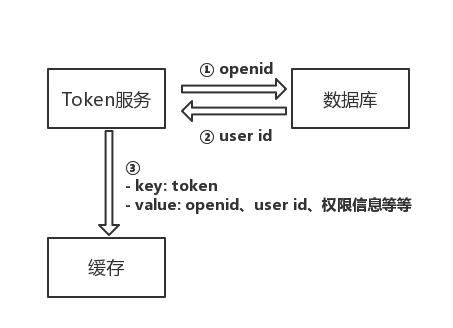 ① openid
Token服务
数据库
② user id
③
- key: token
- value: openid、user id、权限信息等等
缓存